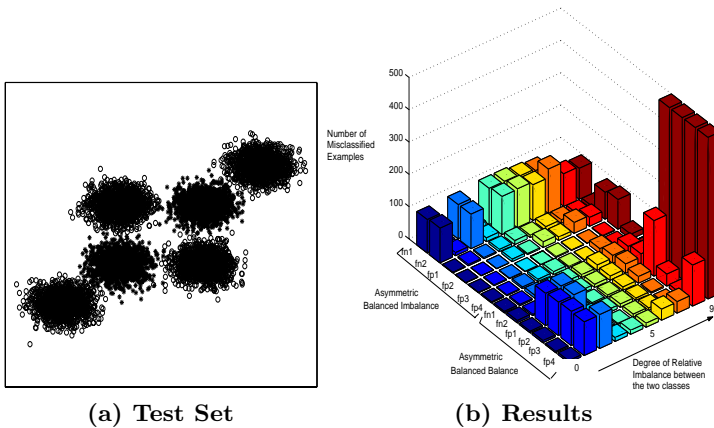 500
400
300
200
100
0
Number of
Misclassified
Examples
fn1
fn2
fp1
fp2
fp3
fp4
fn1
fn2
fp1
fp2
fp3
fp4
Asymmetric
Balanced Imbalance
Asymmetric
Balanced Balance
0
5
9
Degree of Relative
Imbalance between
the two classes
(a) Test Set
(b) Results